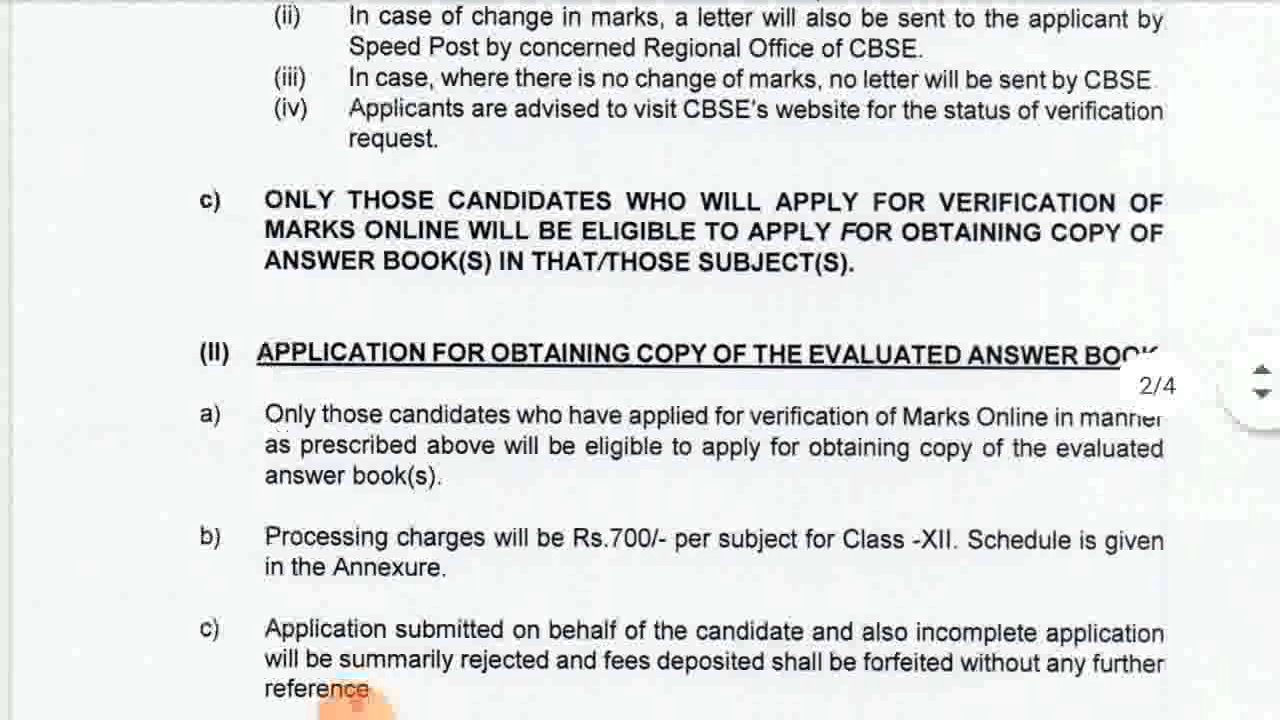 (ii) In case of change in marks, a letter will also be sent to the applicant by
Speed Post by concerned Regional Office of CBSE.
(iii) In case, where there is no change of marks, no letter will be sent by CBSE.
(iv) Applicants are advised to visit CBSE's website for the status of verification
request.
c) ONLY THOSE CANDIDATES WHO WILL APPLY FOR VERIFICATION OF
MARKS ONLINE WILL BE ELIGIBLE TO APPLY FOR OBTAINING COPY OF
ANSWER BOOK(S) IN THAT/THOSE SUBJECT(S).
(II) APPLICATION FOR OBTAINING COPY OF THE EVALUATED ANSWER BOOK
2/4
a) Only those candidates who have applied for verification of Marks Online in manner
as prescribed above will be eligible to apply for obtaining copy of the evaluated
answer book(s).
b) Processing charges will be Rs.700/- per subject for Class -XII. Schedule is given
in the Annexure.
c) Application submitted on behalf of the candidate and also incomplete application
will be summarily rejected and fees deposited shall be forfeited without any further
reference